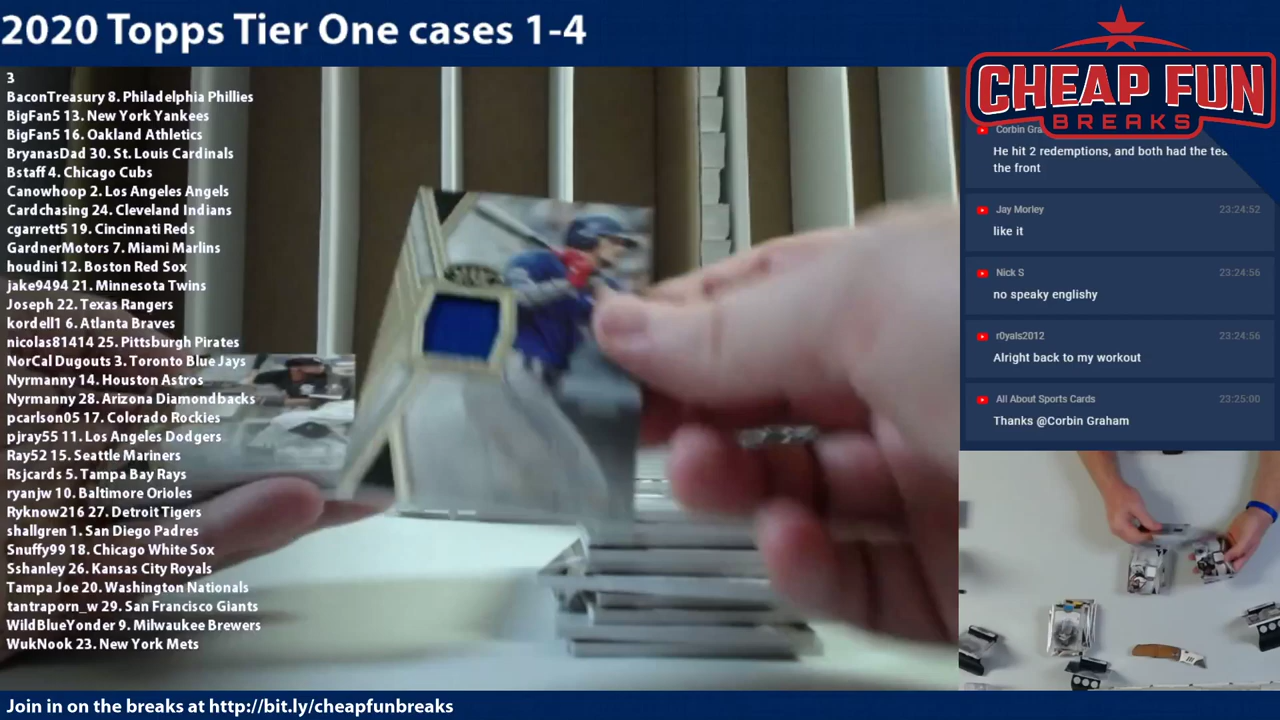 2020 Topps Tier One cases 1-4
CHEAP FUN
BREAKS
3
BaconTreasury 8. Philadelphia Phillies
BigFan5 13. New York Yankees
BigFan5 16. Oakland Athletics
BryanasDad 30. St. Louis Cardinals
Bstaff 4. Chicago Cubs
Canowhoop 2. Los Angeles Angels
Cardchasing 24. Cleveland Indians
cgarrett5 19. Cincinnati Reds
GardnerMotors 7. Miami Marlins
houdini 12. Boston Red Sox
jake9494 21. Minnesota Twins
Joseph 22. Texas Rangers
kordell1 6. Atlanta Braves
nicolas81414 25. Pittsburgh Pirates
NorCal Dugouts 3. Toronto Blue Jays
Nyrmanny 14. Houston Astros
Nyrmanny 28. Arizona Diamondbacks
pcarlson05 17. Colorado Rockies
pjray55 11. Los Angeles Dodgers
Ray52 15. Seattle Mariners
Rsjcards 5. Tampa Bay Rays
ryanjw 10. Baltimore Orioles
Ryknow216 27. Detroit Tigers
shallgren 1. San Diego Padres
Snuffy99 18. Chicago White Sox
Sshanley 26. Kansas City Royals
Tampa Joe 20. Washington Nationals
tantraporn_w 29. San Francisco Giants
WildBlueYonder 9. Milwaukee Brewers
WukNook 23. New York Mets
Corbin Gra
He hit 2 redemptions, and both had the
the front
Jay Morley 23:24:52
like it
Nick S 23:24:56
no speaky englishy
r0yals2012 23:24:56
Alright back to my workout
All About Sports Cards 23:25:00
Thanks @Corbin Graham
Join in on the breaks at http://bit.ly/cheapfunbreaks